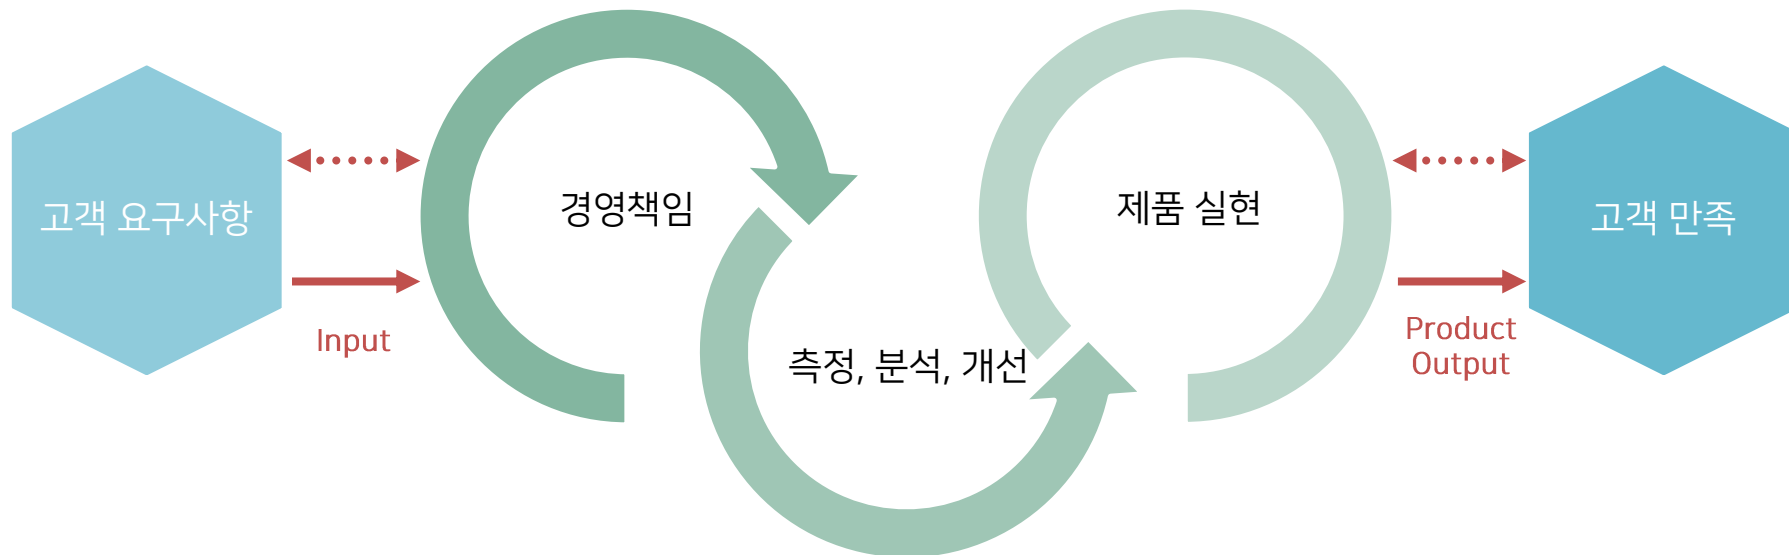 고객 요구사항
Input
경영책임
측정, 분석, 개선
제품 실현
Product
Output
고객 만족